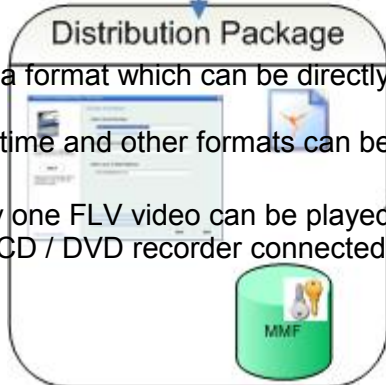 Distribution Package
a format which can be directly
time and other formats can be
one FLV video can be played
CD / DVD recorder connected
MMF